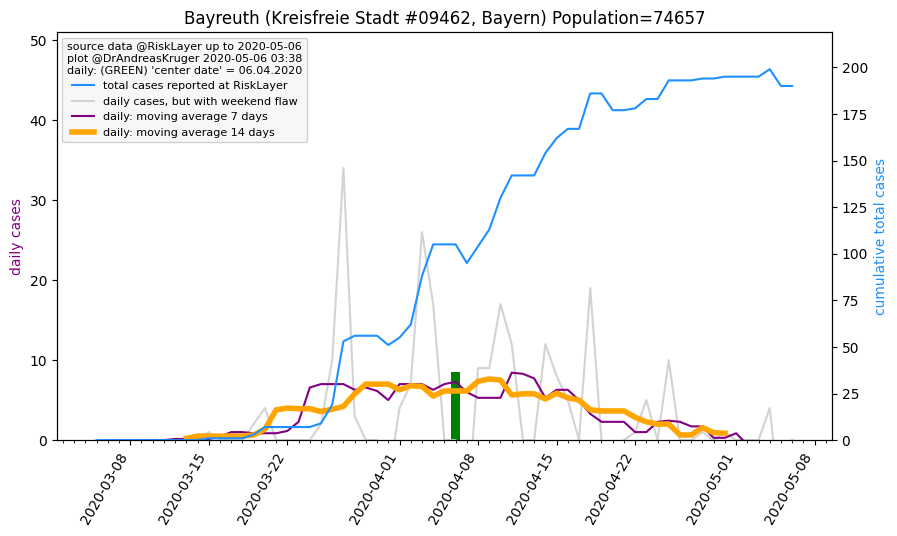 Bayreuth (Kreisfreie Stadt #09462, Bayern) Population=74657
source data @RiskLayer up to 2020-05-06
plot @DrAndreasKruger 2020-05-06 03:38
daily: (GREEN) 'center date' = 06.04.2020
total cases reported at RiskLayer
daily cases, but with weekend flaw
daily: moving average 7 days
daily: moving average 14 days
daily cases
50
40
30
20
10
0
cumulative total cases
200
175
150
125
100
75
50
25
0
2020-03-08
2020-03-15
2020-03-22
2020-04-01
2020-04-08
2020-04-15
2020-04-22
2020-05-01
2020-05-08